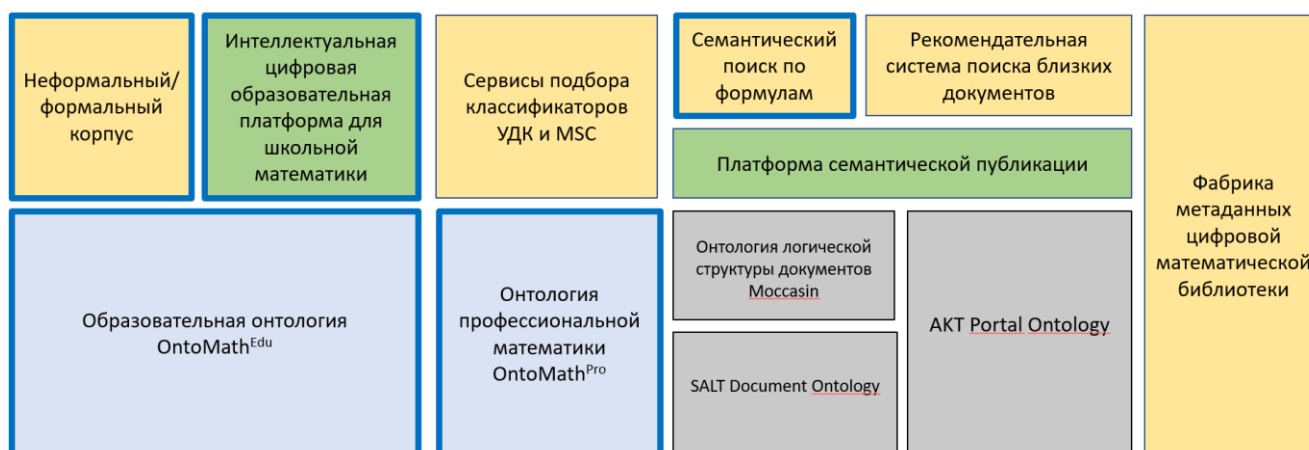 Неформальный/
формальный
корпус
Интеллектуальная
цифровая
образовательная
платформа для
школьной
математики
Сервисы подбора
классификаторов
УДК и MSC
Семантический
поиск по
формулам
Рекомендательная
система поиска близких
документов
Платформа семантической публикации
Фабрика
метаданных
цифровой
математической
библиотеки
Образовательная онтология
OntoMathEdu
Онтология
профессиональной
математики
OntoMathPro
Онтология логической
структуры документов
Moccasin
SALT Document Ontology
AKT Portal Ontology